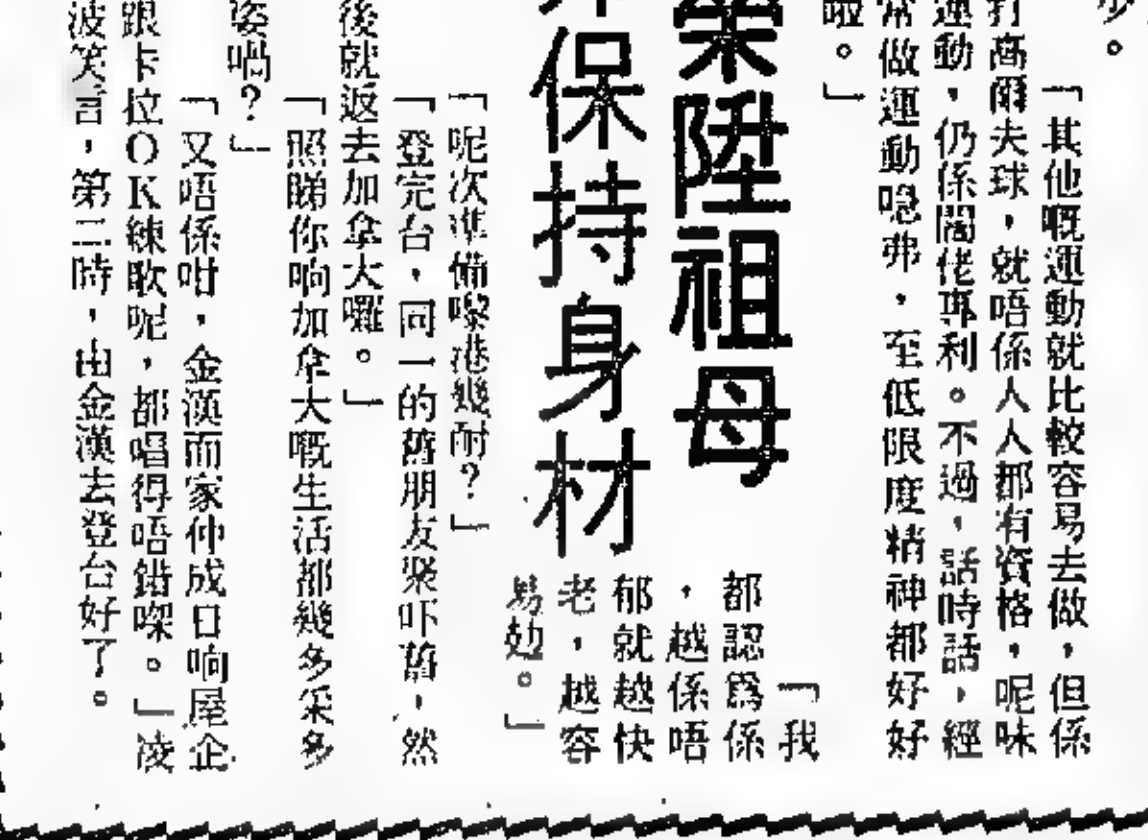 少。
「其他嘅運動就比較容易去做，但係
打高爾夫球，就唔係人人都有資格，呢味
運動，仍係闊佬專利。不過，話時話，經
常做運動唸弗，至低限度精神都好好
啦。」
榮陞祖母
保持身材
「我
都認爲係
，越係唔
郁就越快
老，越容
易攰。」
「呢次準備嚟港幾耐？」
「登完台，同一的舊朋友聚吓舊，然
後就返去加拿大囉。」
「照睇你响加拿大嘅生活都幾多采多
姿喎？」
「又唔係咁，金漢而家仲成日响屋企
跟卡拉OK練歌呢，都唱得唔錯㗎。」凌
波笑言，第二時，由金漢去登台好了。